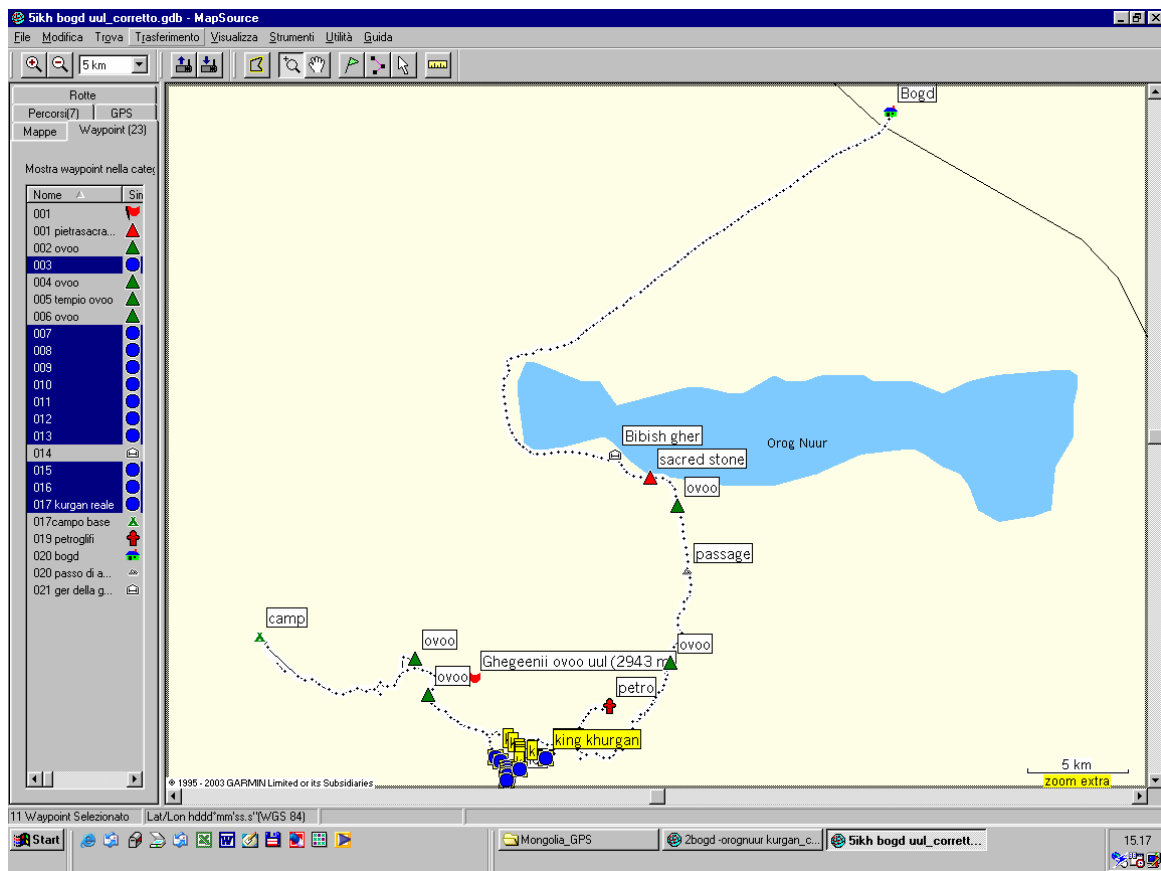 5ikh bogd uul_corretto.gdb - MapSource
File Modifica Trova Trasferimento Visualizza Strumenti Utilità Guida
5 km
Rotte
Percorsi(7) GPS
Mappe Waypoint (23)
Mostra waypoint nella categ
Nome Sin
001
001 pietrasacra...
002 ovoo
003
004 ovoo
005 tempio ovoo
006 ovoo
007
008
009
010
011
012
013
014
015
016
017 kurgan reale
017campo base
019 petroglifi
020 bogd
020 passo di a...
021 ger della g...
Bogd
Bibish gher
Orog Nuur
sacred stone
ovoo
passage
camp
ovoo
ovoo
ovoo
Ghegeenii ovoo uul (2943 m
petro
king khurgan
5 km
zoom extra
© 1995 - 2003 GARMIN Limited or its Subsidiaries
11 Waypoint Selezionato Lat/Lon hddd°mm'ss.s"(WGS 84)
Start Mongolia_GPS 2bogd -orognuur kurgan_c... 5ikh bogd uul_corrett... 15.17